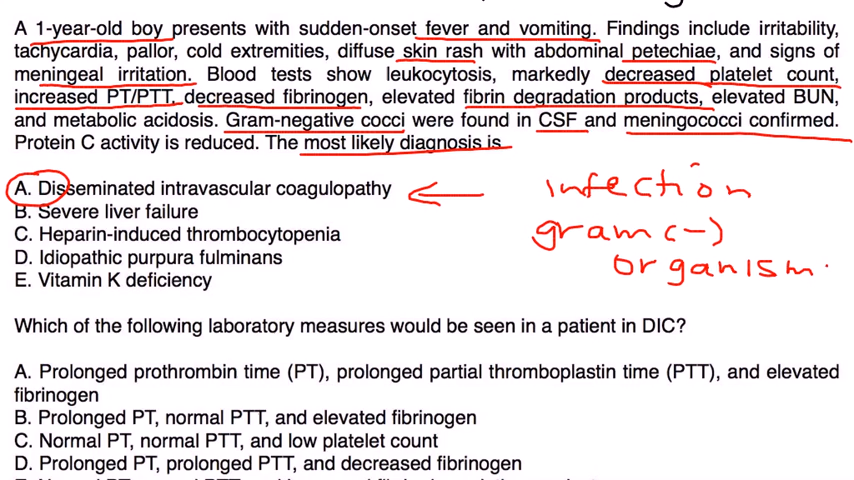 A 1-year-old boy presents with sudden-onset fever and vomiting. Findings include irritability,
tachycardia, pallor, cold extremities, diffuse skin rash with abdominal petechiae, and signs of
meningeal irritation. Blood tests show leukocytosis, markedly decreased platelet count,
increased PT/PTT, decreased fibrinogen, elevated fibrin degradation products, elevated BUN,
and metabolic acidosis. Gram-negative cocci were found in CSF and meningococci confirmed.
Protein C activity is reduced. The most likely diagnosis is
A. Disseminated intravascular coagulopathy
B. Severe liver failure
C. Heparin-induced thrombocytopenia
D. Idiopathic purpura fulminans
E. Vitamin K deficiency
infection
gram (-)
organism.
Which of the following laboratory measures would be seen in a patient in DIC?
A. Prolonged prothrombin time (PT), prolonged partial thromboplastin time (PTT), and elevated
fibrinogen
B. Prolonged PT, normal PTT, and elevated fibrinogen
C. Normal PT, normal PTT, and low platelet count
D. Prolonged PT, prolonged PTT, and decreased fibrinogen